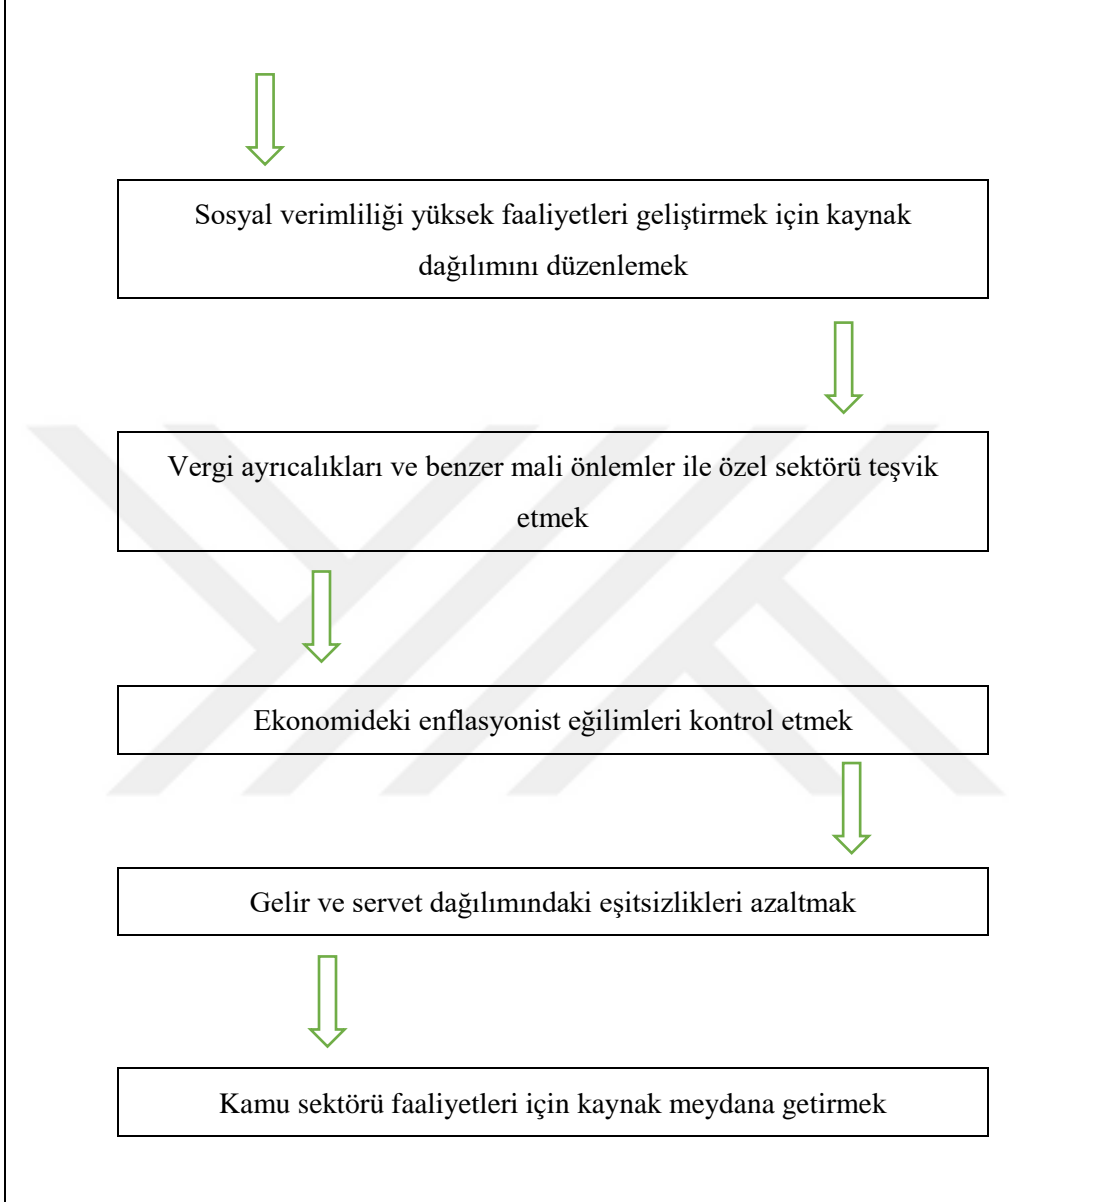 Sosyal verimliliği yüksek faaliyetleri geliştirmek için kaynak
dağılımını düzenlemek
Vergi ayrıcalıkları ve benzer mali önlemler ile özel sektörü teşvik
etmek
Ekonomideki enflasyonist eğilimleri kontrol etmek
Gelir ve servet dağılımındaki eşitsizlikleri azaltmak
Kamu sektörü faaliyetleri için kaynak meydana getirmek